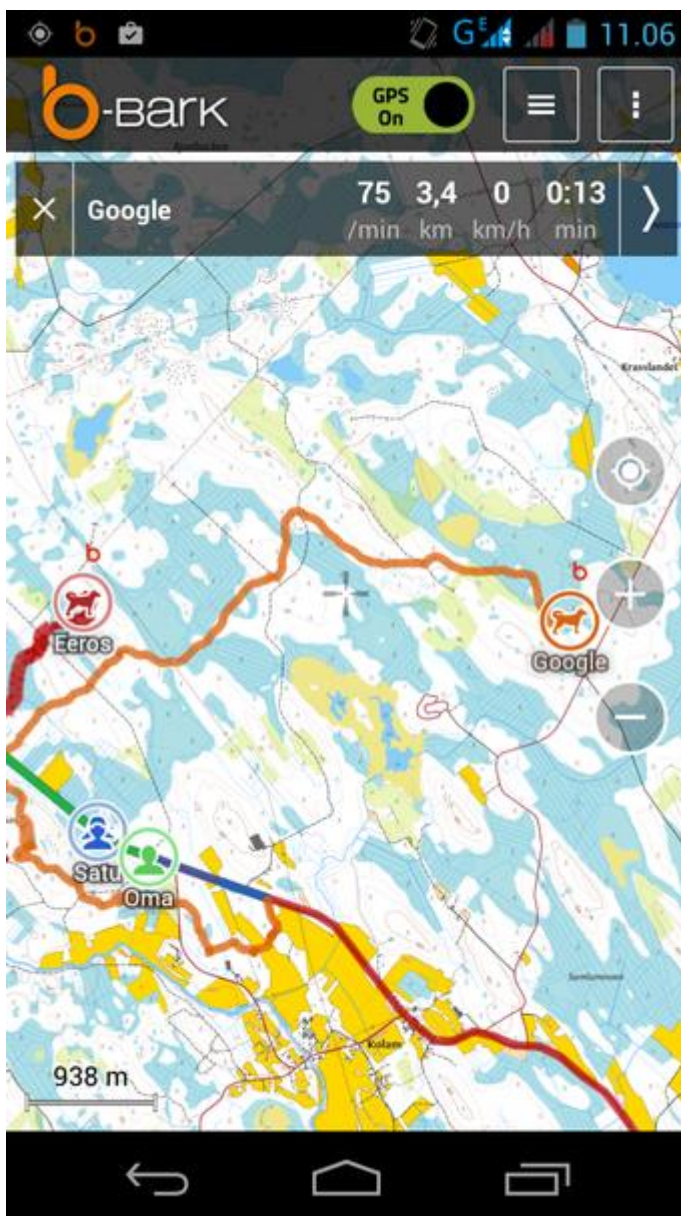 G E 11.06
b-Bark
GPS
On
Google
75 3,4 0 0:13
/min km km/h min
Krasslandet
b
b
Eeros
Google
Satu
Oma
Kolam
938 m